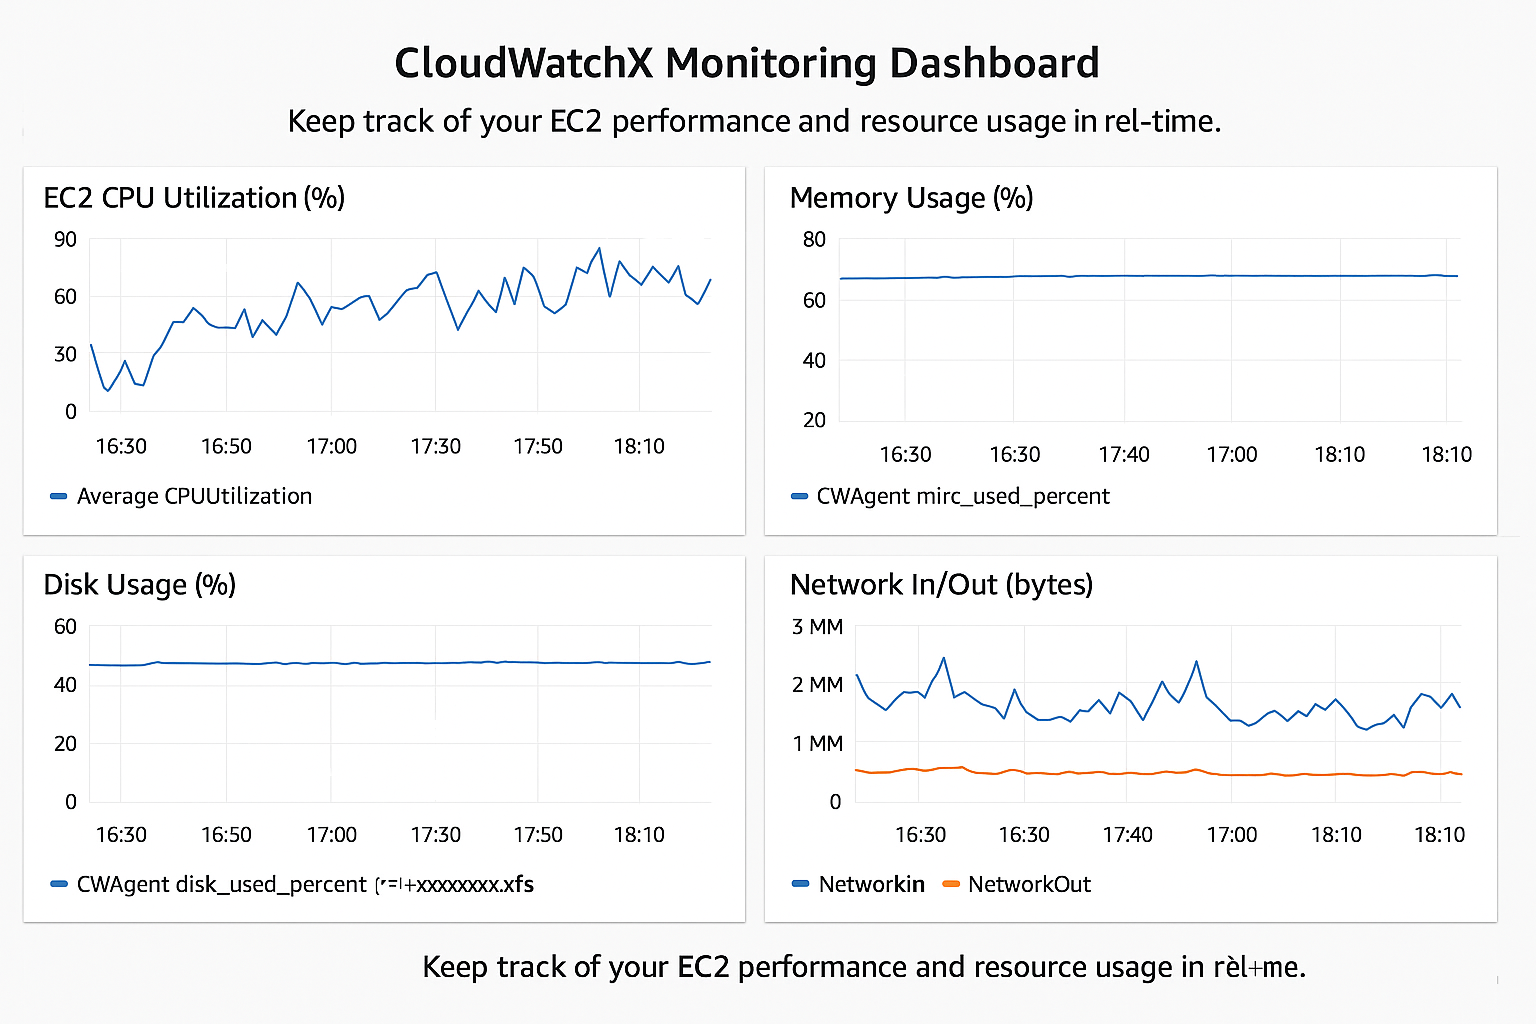 CloudWatchX Monitoring Dashboard
Keep track of your EC2 performance and resource usage in rel-time.
EC2 CPU Utilization (%)
90
60
30
0
16:30 16:50 17:00 17:30 17:50 18:10
Average CPUUtilization
Memory Usage (%)
80
60
40
20
16:30 16:30 17:40 17:00 18:10 18:10
CWAgent mirc_used_percent
Disk Usage (%)
60
40
20
0
16:30 16:50 17:00 17:30 17:50 18:10
CWAgent disk_used_percent
Network In/Out (bytes)
3 MM
2 MM
1 MM
0
16:30 16:30 17:40 17:00 18:10 18:10
Networkin NetworkOut
Keep track of your EC2 performance and resource usage in